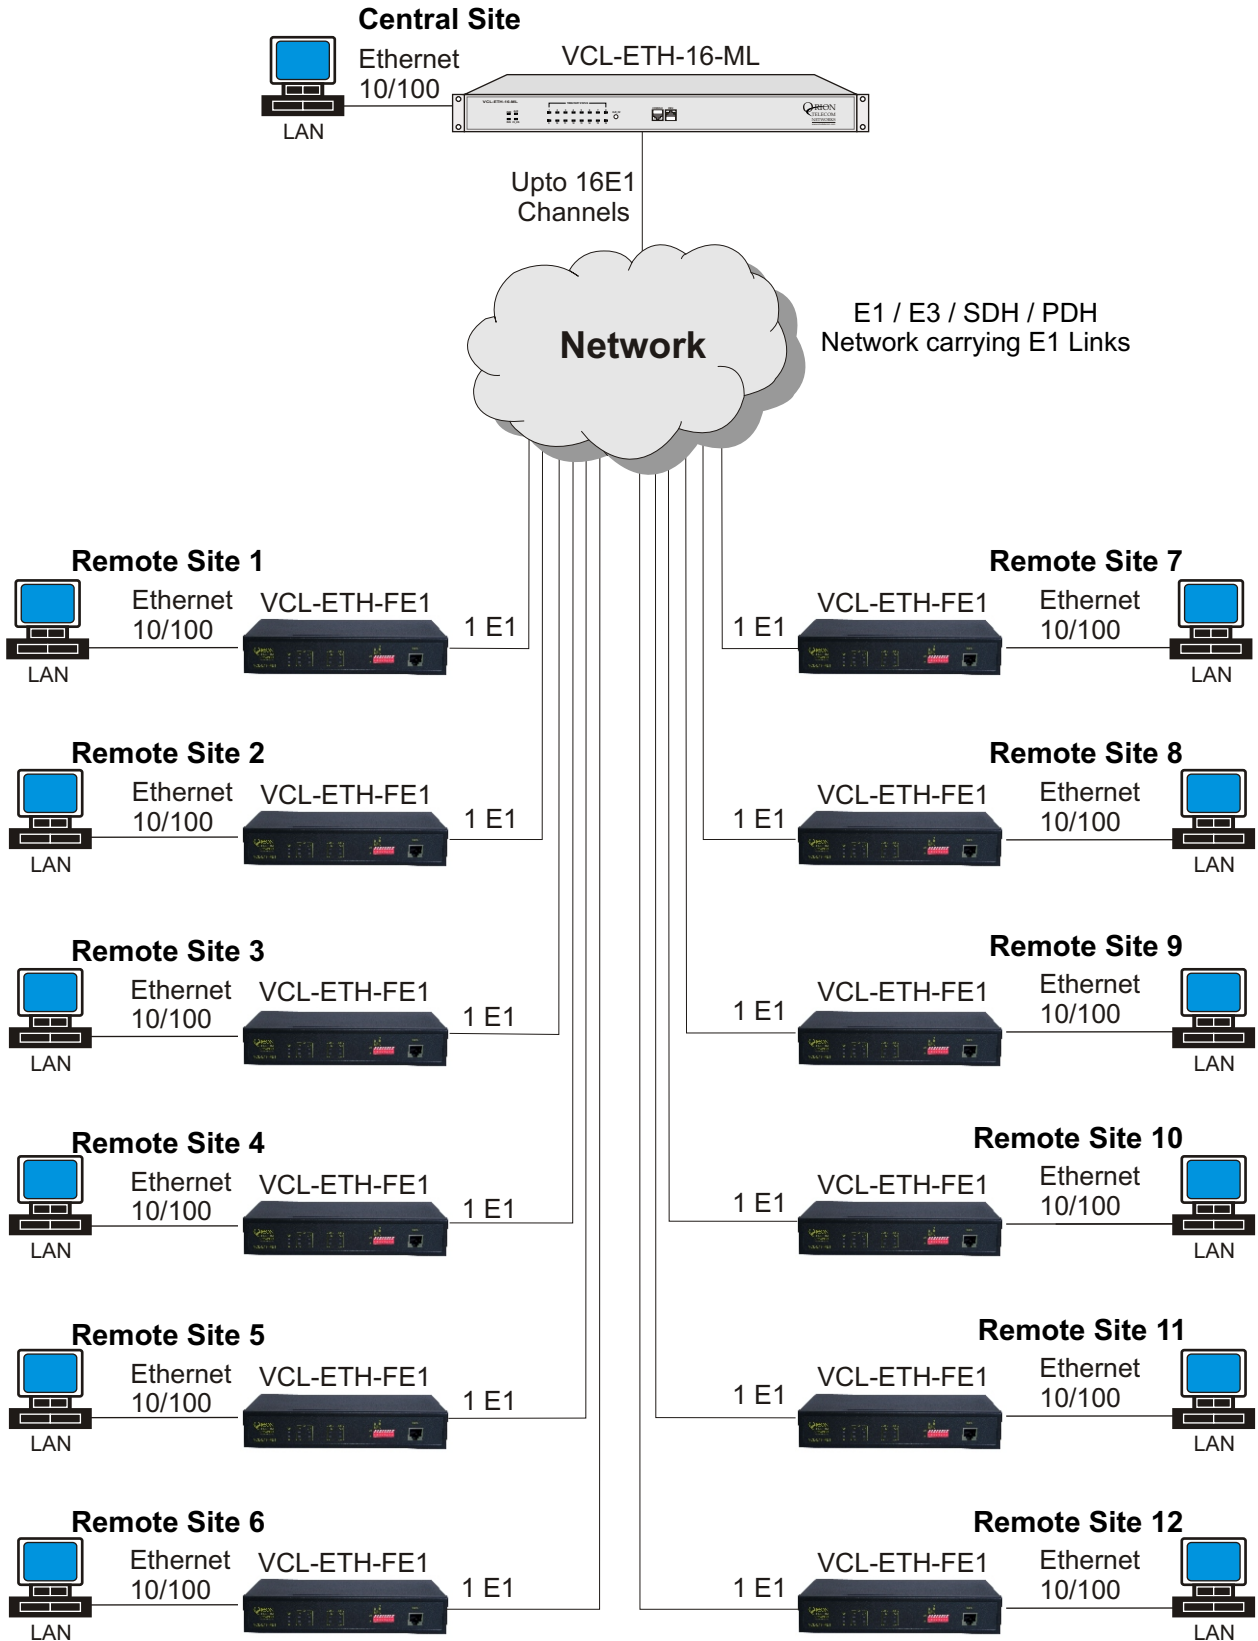 Central Site
Ethernet
10/100
VCL-ETH-16-ML
VCL-ETH-16-ML
ORION
TELECOM
NETWORKS
LAN
Upto 16E1
Channels
Network
E1 / E3 / SDH / PDH
Network carrying E1 Links
Remote Site 1
Ethernet
10/100
VCL-ETH-FE1
1 E1
LAN
Remote Site 7
1 E1
VCL-ETH-FE1
Ethernet
10/100
LAN
Remote Site 2
Ethernet
10/100
VCL-ETH-FE1
1 E1
LAN
Remote Site 8
1 E1
VCL-ETH-FE1
Ethernet
10/100
LAN
Remote Site 3
Ethernet
10/100
VCL-ETH-FE1
1 E1
LAN
Remote Site 9
1 E1
VCL-ETH-FE1
Ethernet
10/100
LAN
Remote Site 4
Ethernet
10/100
VCL-ETH-FE1
1 E1
LAN
Remote Site 10
1 E1
VCL-ETH-FE1
Ethernet
10/100
LAN
Remote Site 5
Ethernet
10/100
VCL-ETH-FE1
1 E1
LAN
Remote Site 11
1 E1
VCL-ETH-FE1
Ethernet
10/100
LAN
Remote Site 6
Ethernet
10/100
VCL-ETH-FE1
1 E1
LAN
Remote Site 12
1 E1
VCL-ETH-FE1
Ethernet
10/100
LAN